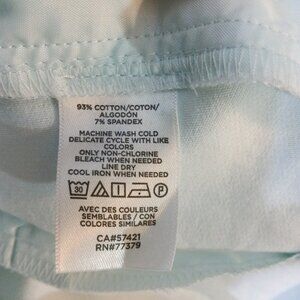 93% COTTON/COTON/
ALGODÓN
7% SPANDEX
MACHINE WASH COLD
DELICATE CYCLE WITH LIKE
COLORS
ONLY NON-CHLORINE
BLEACH WHEN NEEDED
LINE DRY
COOL IRON WHEN NEEDED
30 P
AVEC DES COULEURS
SEMBLABLES / CON
COLORES SIMILARES
CA#57421
RN#77379